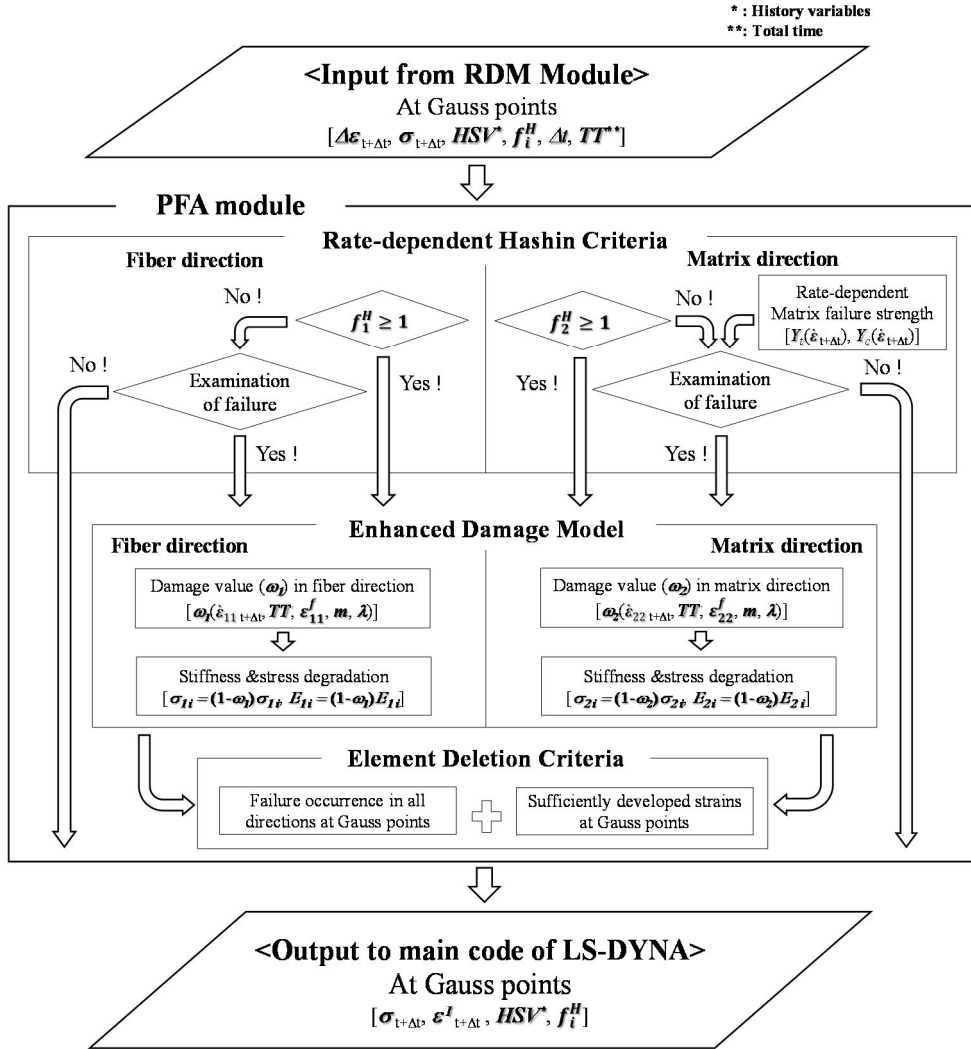 * : History variables
**: Total time
<Input from RDM Module>
At Gauss points
[Δε t+Δt, σ t+Δt, HSV*, f_i^H, Δt, TT**]
PFA module
Rate-dependent Hashin Criteria
Fiber direction
Matrix direction
No !
f_1^H ≥ 1
f_2^H ≥ 1
No !
Rate-dependent
Matrix failure strength
[Y_t(ε̇ t+Δt), Y_c(ε̇ t+Δt)]
No !
Examination
of failure
Yes !
Yes !
Examination
of failure
No !
Yes !
Yes !
Enhanced Damage Model
Fiber direction
Matrix direction
Damage value (ω1) in fiber direction
[ω1(ε̇11 t+Δt, TT, ε_11^f, m, λ)]
Damage value (ω2) in matrix direction
[ω2(ε̇22 t+Δt, TT, ε_22^f, m, λ)]
Stiffness &stress degradation
[σ1i=(1-ω1)σ1i, E1i=(1-ω1)E1i]
Stiffness &stress degradation
[σ2i=(1-ω2)σ2i, E2i=(1-ω2)E2i]
Element Deletion Criteria
Failure occurrence in all
directions at Gauss points
Sufficiently developed strains
at Gauss points
<Output to main code of LS-DYNA>
At Gauss points
[σ t+Δt, ε^I t+Δt , HSV*, f_i^H]